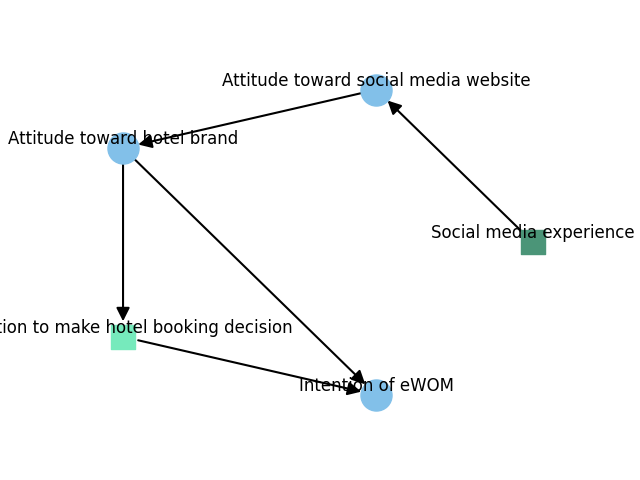 Attitude toward social media website
Attitude toward hotel brand
Social media experience
tion to make hotel booking decision
Intention of eWOM